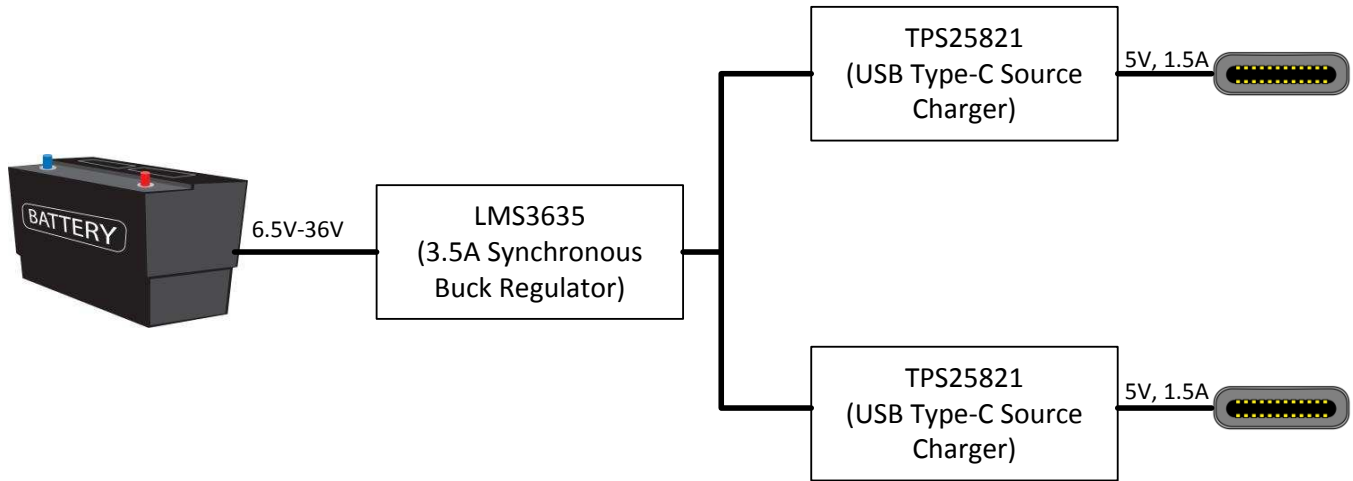 BATTERY
6.5V-36V
LMS3635
(3.5A Synchronous
Buck Regulator)
TPS25821
(USB Type-C Source
Charger)
5V, 1.5A
TPS25821
(USB Type-C Source
Charger)
5V, 1.5A